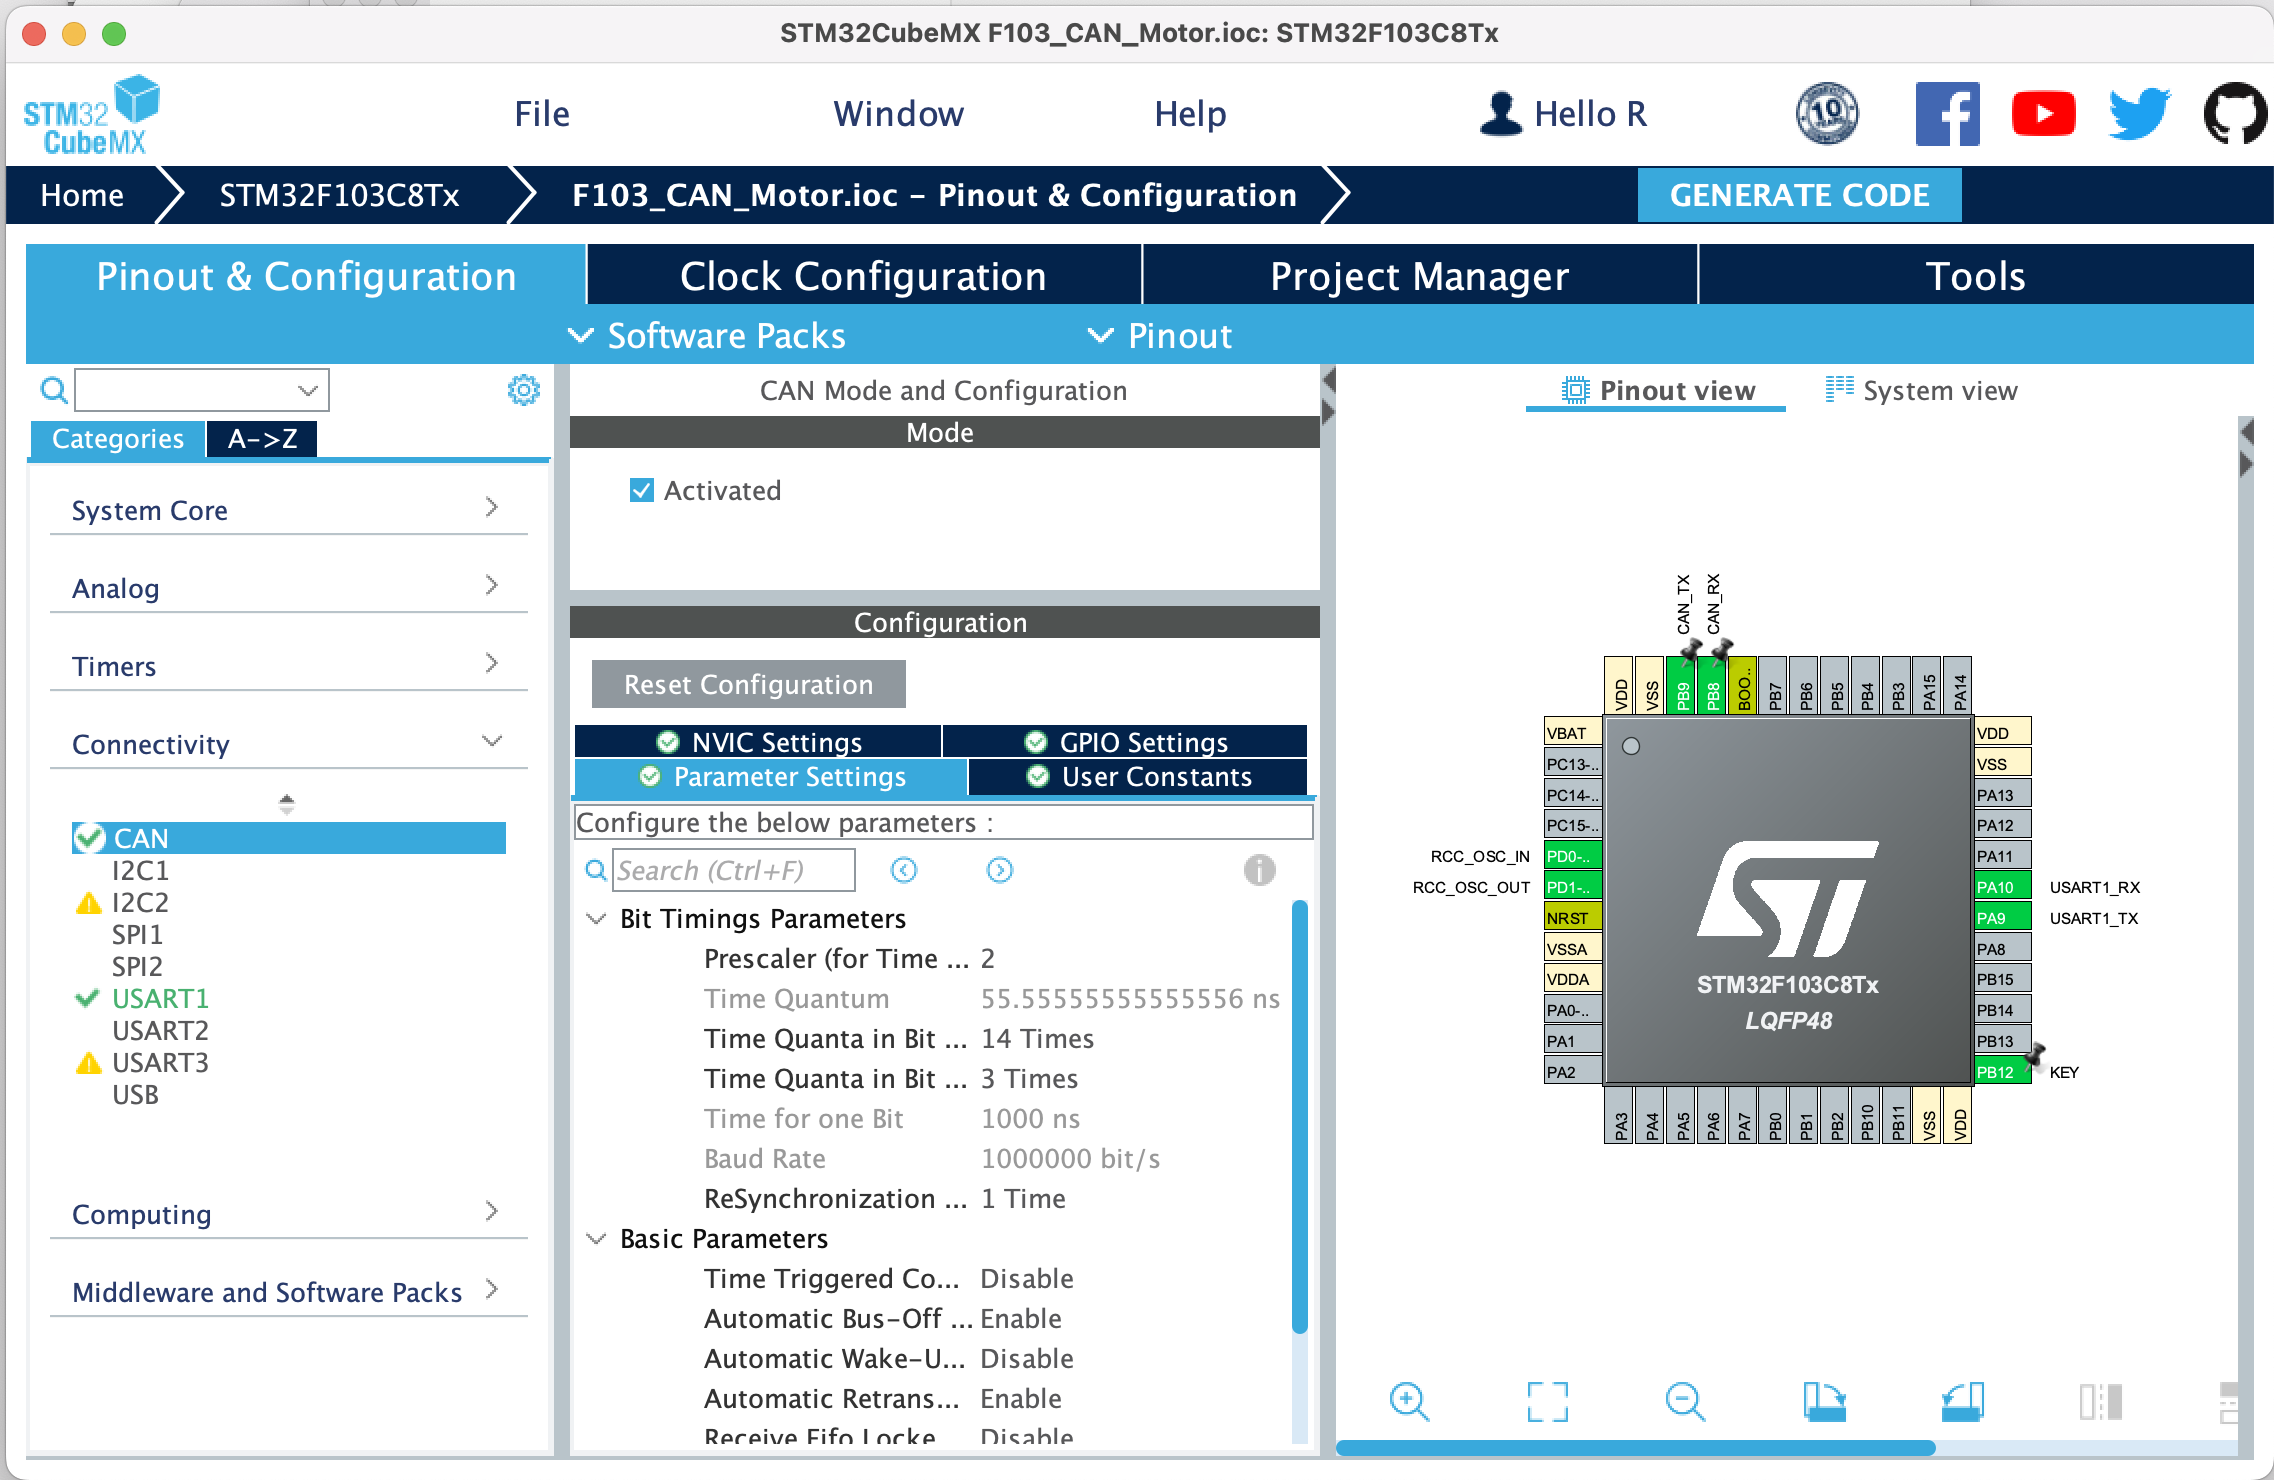 STM32CubeMX F103_CAN_Motor.ioc: STM32F103C8Tx
STM32 CubeMX
File
Window
Help
Hello R
10
Home
STM32F103C8Tx
F103_CAN_Motor.ioc – Pinout & Configuration
GENERATE CODE
Pinout & Configuration
Clock Configuration
Project Manager
Tools
Software Packs
Pinout
Categories
A->Z
System Core
Analog
Timers
Connectivity
CAN
I2C1
I2C2
SPI1
SPI2
USART1
USART2
USART3
USB
Computing
Middleware and Software Packs
CAN Mode and Configuration
Mode
Activated
Configuration
Reset Configuration
NVIC Settings
GPIO Settings
Parameter Settings
User Constants
Configure the below parameters :
Search (Ctrl+F)
Bit Timings Parameters
Prescaler (for Time ... 2
Time Quantum 55.55555555555556 ns
Time Quanta in Bit ... 14 Times
Time Quanta in Bit ... 3 Times
Time for one Bit 1000 ns
Baud Rate 1000000 bit/s
ReSynchronization ... 1 Time
Basic Parameters
Time Triggered Co... Disable
Automatic Bus-Off ... Enable
Automatic Wake-U... Disable
Automatic Retrans... Enable
Receive Fifo Locke Disable
Pinout view
System view
CAN_TX
CAN_RX
VDD
VSS
PB9
PB8
BOO..
PB7
PB6
PB5
PB4
PB3
PA15
PA14
VBAT
PC13-..
PC14-..
PC15-..
RCC_OSC_IN PD0-..
RCC_OSC_OUT PD1-..
NRST
VSSA
VDDA
PA0-..
PA1
PA2
ST
STM32F103C8Tx
LQFP48
VDD
VSS
PA13
PA12
PA11
PA10 USART1_RX
PA9 USART1_TX
PA8
PB15
PB14
PB13
PB12 KEY
PA3
PA4
PA5
PA6
PA7
PB0
PB1
PB2
PB10
PB11
VSS
VDD